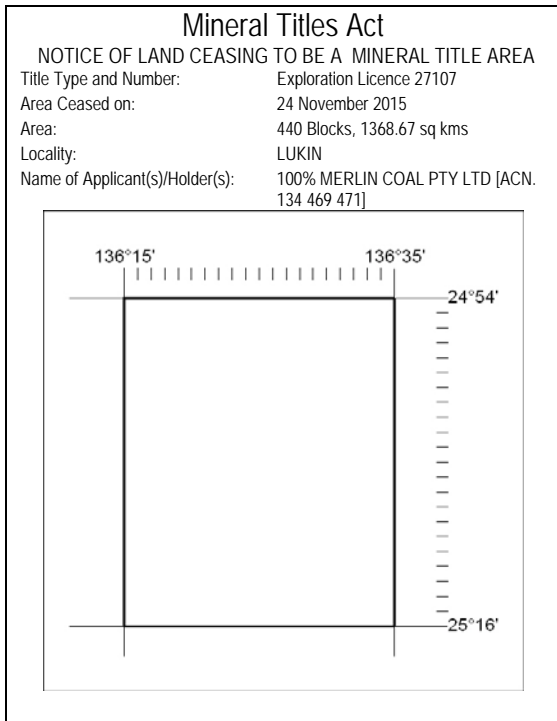 Mineral Titles Act
NOTICE OF LAND CEASING TO BE A MINERAL TITLE AREA
Title Type and Number: Exploration Licence 27107
Area Ceased on: 24 November 2015
Area: 440 Blocks, 1368.67 sq kms
Locality: LUKIN
Name of Applicant(s)/Holder(s): 100% MERLIN COAL PTY LTD [ACN.
134 469 471]
136°15' 136°35'
24°54'
25°16'